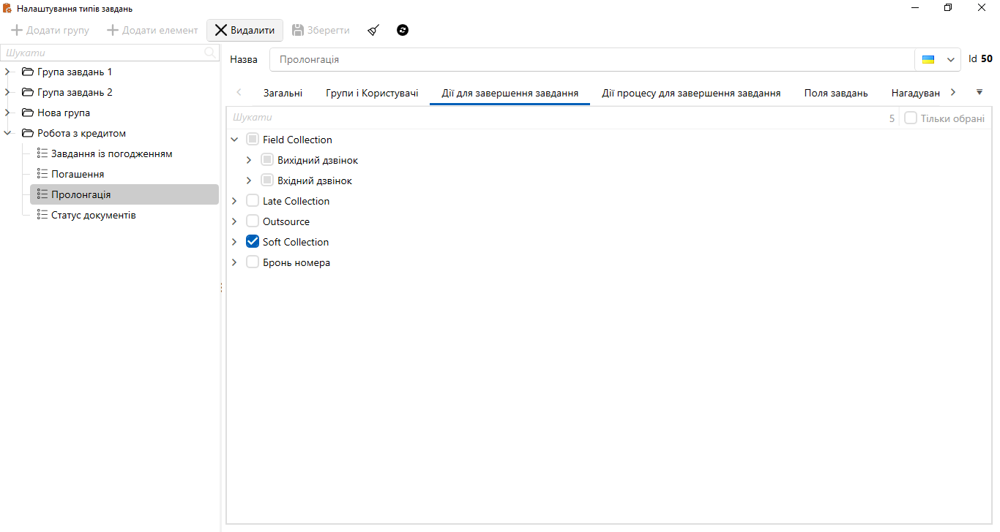 Налаштування типів завдань
Додати групу Додати елемент Видалити Зберегти
Шукати
Група завдань 1
Група завдань 2
Нова група
Робота з кредитом
Завдання із погодженням
Погашення
Пролонгація
Статус документів
Назва Пролонгація Id 50
Загальні Групи і Користувачі Дії для завершення завдання Дії процесу для завершення завдання Поля завдань Нагадуван
Шукати 5 Тільки обрані
Field Collection
Вихідний дзвінок
Вхідний дзвінок
Late Collection
Outsource
Soft Collection
Бронь номера